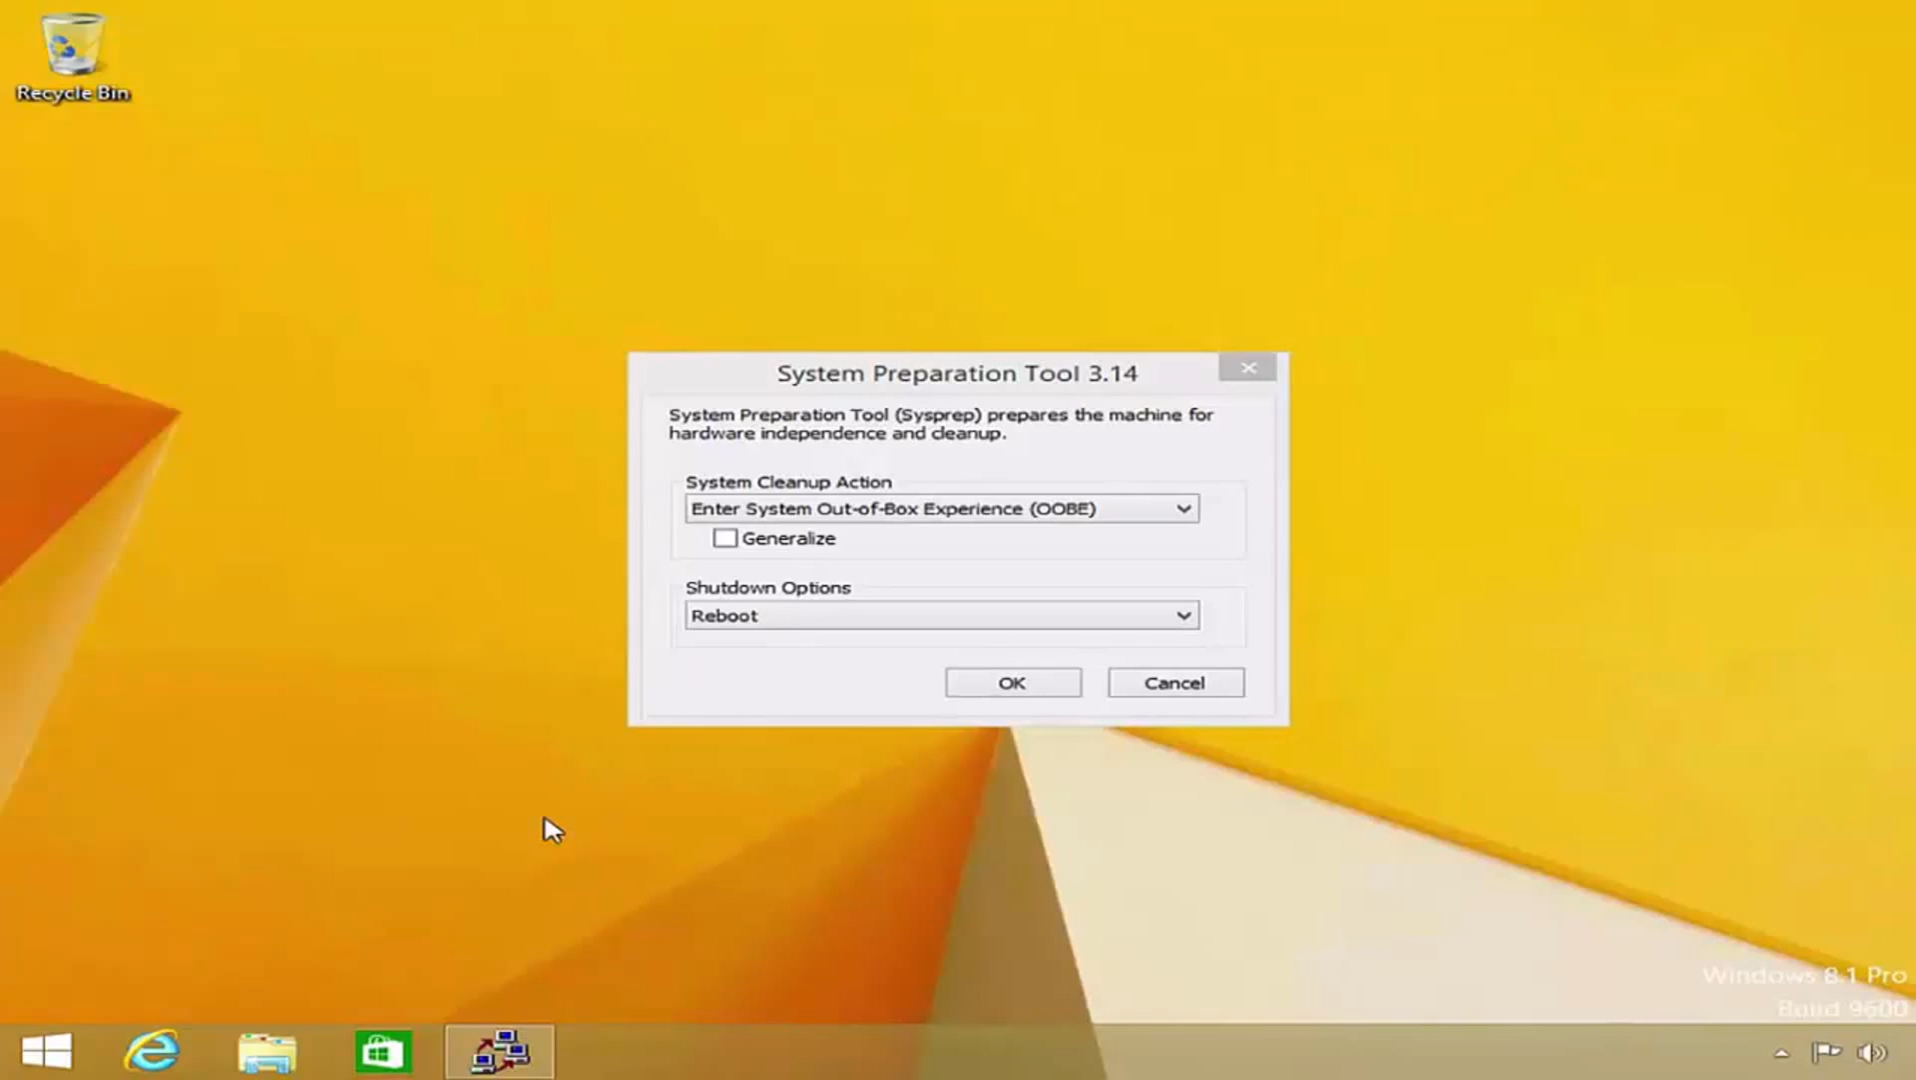 Recycle Bin
System Preparation Tool 3.14
System Preparation Tool (Sysprep) prepares the machine for
hardware independence and cleanup.
System Cleanup Action
Enter System Out-of-Box Experience (OOBE)
Generalize
Shutdown Options
Reboot
OK
Cancel
Windows 8.1 Pro
Build 9600